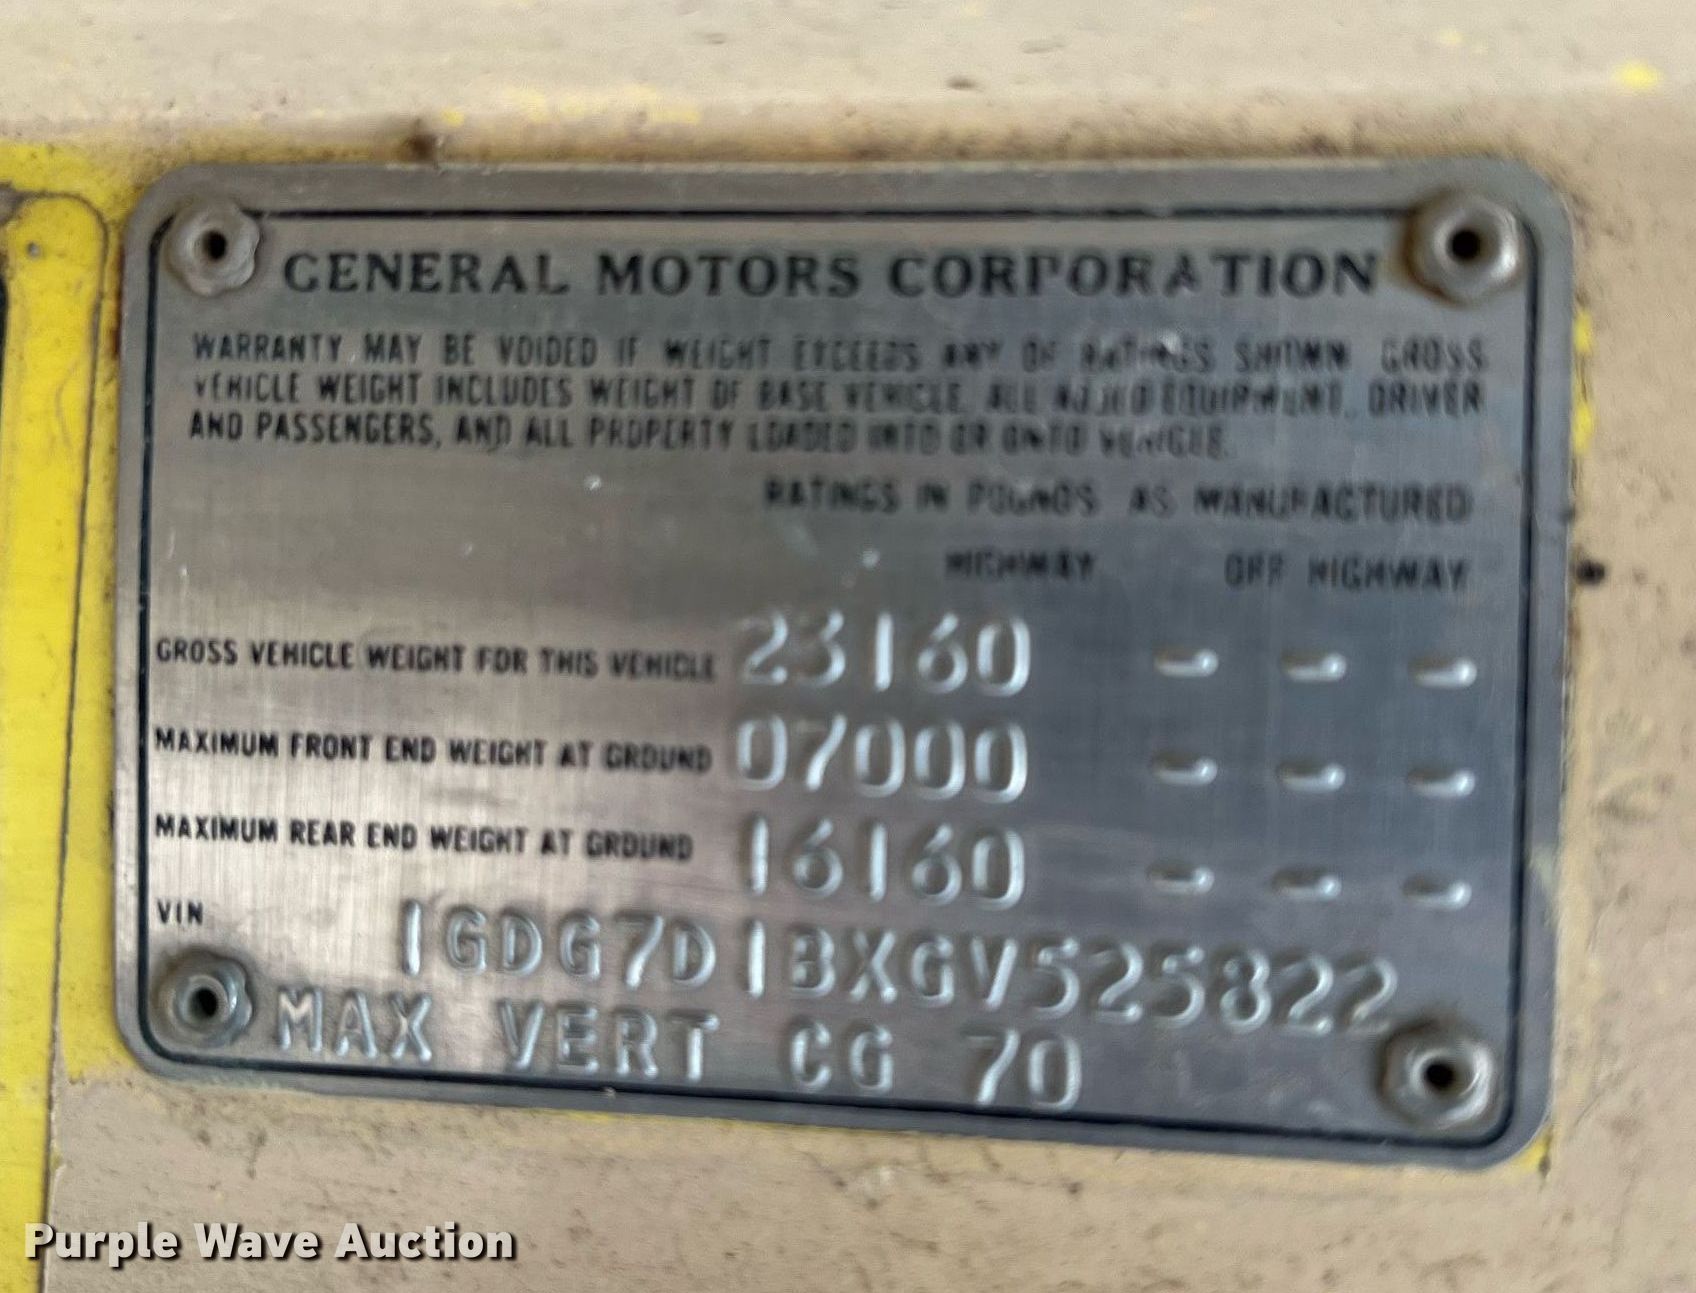 GENERAL MOTORS CORPORATION
WARRANTY MAY BE VOIDED IF WEIGHT EXCEEDS ANY OF RATINGS SHOWN. GROSS
VEHICLE WEIGHT INCLUDES WEIGHT OF BASE VEHICLE, ALL ADDED EQUIPMENT, DRIVER
AND PASSENGERS, AND ALL PROPERTY LOADED INTO OR ONTO VEHICLE.
RATINGS IN POUNDS AS MANUFACTURED
HIGHWAY OFF HIGHWAY
GROSS VEHICLE WEIGHT FOR THIS VEHICLE 23160 - - -
MAXIMUM FRONT END WEIGHT AT GROUND 07000 - - -
MAXIMUM REAR END WEIGHT AT GROUND 16160 - - -
VIN 1GDG7D1BXGV525822
MAX VERT CG 70
Purple Wave Auction